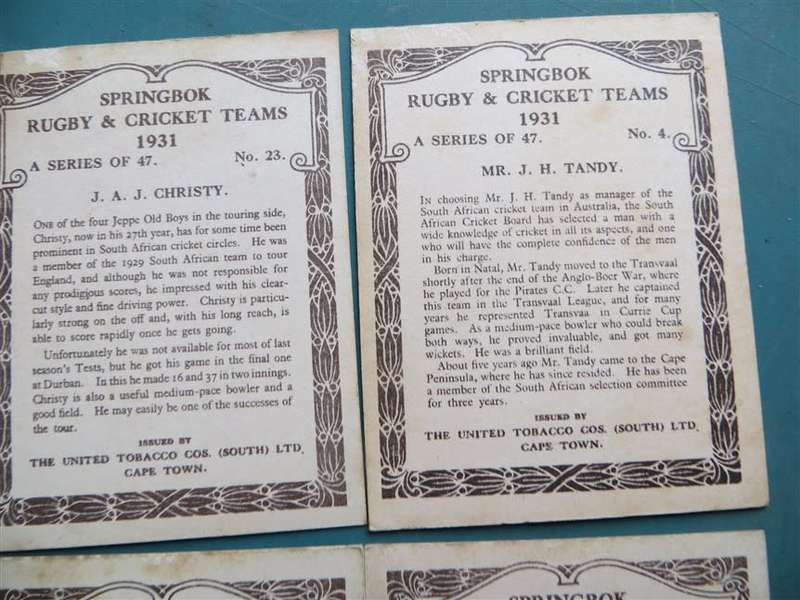 SPRINGBOK
RUGBY & CRICKET TEAMS
1931
A SERIES OF 47.
No. 23.
J. A. J. CHRISTY.
ONE of the four Jeppe Old Boys in the touring side,
Christy, now in his 27th year, has for some time been
prominent in South African cricket circles. He was
a member of the 1929 South African team to tour
England, and although he was not responsible for
any prodigious scores, he impressed with his clear-
cut style and fine driving power. Christy is particu-
larly strong on the off and, with his long reach, is
able to score rapidly once he gets going.
Unfortunately he was not available for most of last
season's Tests, but he got his game in the final one
at Durban. In this he made 16 and 37 in two innings.
Christy is also a useful medium-pace bowler and a
good field. He may easily be one of the successes of
the tour.
ISSUED BY
THE UNITED TOBACCO COS. (SOUTH) LTD.
CAPE TOWN.
SPRINGBOK
RUGBY & CRICKET TEAMS
1931
A SERIES OF 47.
No. 4.
MR. J. H. TANDY.
IN choosing Mr. J. H. Tandy as manager of the
South African cricket team in Australia, the South
African Cricket Board has selected a man with a
wide knowledge of cricket in all its aspects, and one
who will have the complete confidence of the men
in his charge.
Born in Natal, Mr. Tandy moved to the Transvaal
shortly after the end of the Anglo-Boer War, where
he played for the Pirates C.C. Later he captained
this team in the Transvaal League, and for many
years he represented Transvaa in Currie Cup
games. As a medium-pace bowler who could break
both ways, he proved invaluable, and got many
wickets. He was a brilliant field.
About five years ago Mr. Tandy came to the Cape
Peninsula, where he has since resided. He has been
a member of the South African selection committee
for three years.
ISSUED BY
THE UNITED TOBACCO COS. (SOUTH) LTD.
CAPE TOWN.
SPRINGBOK